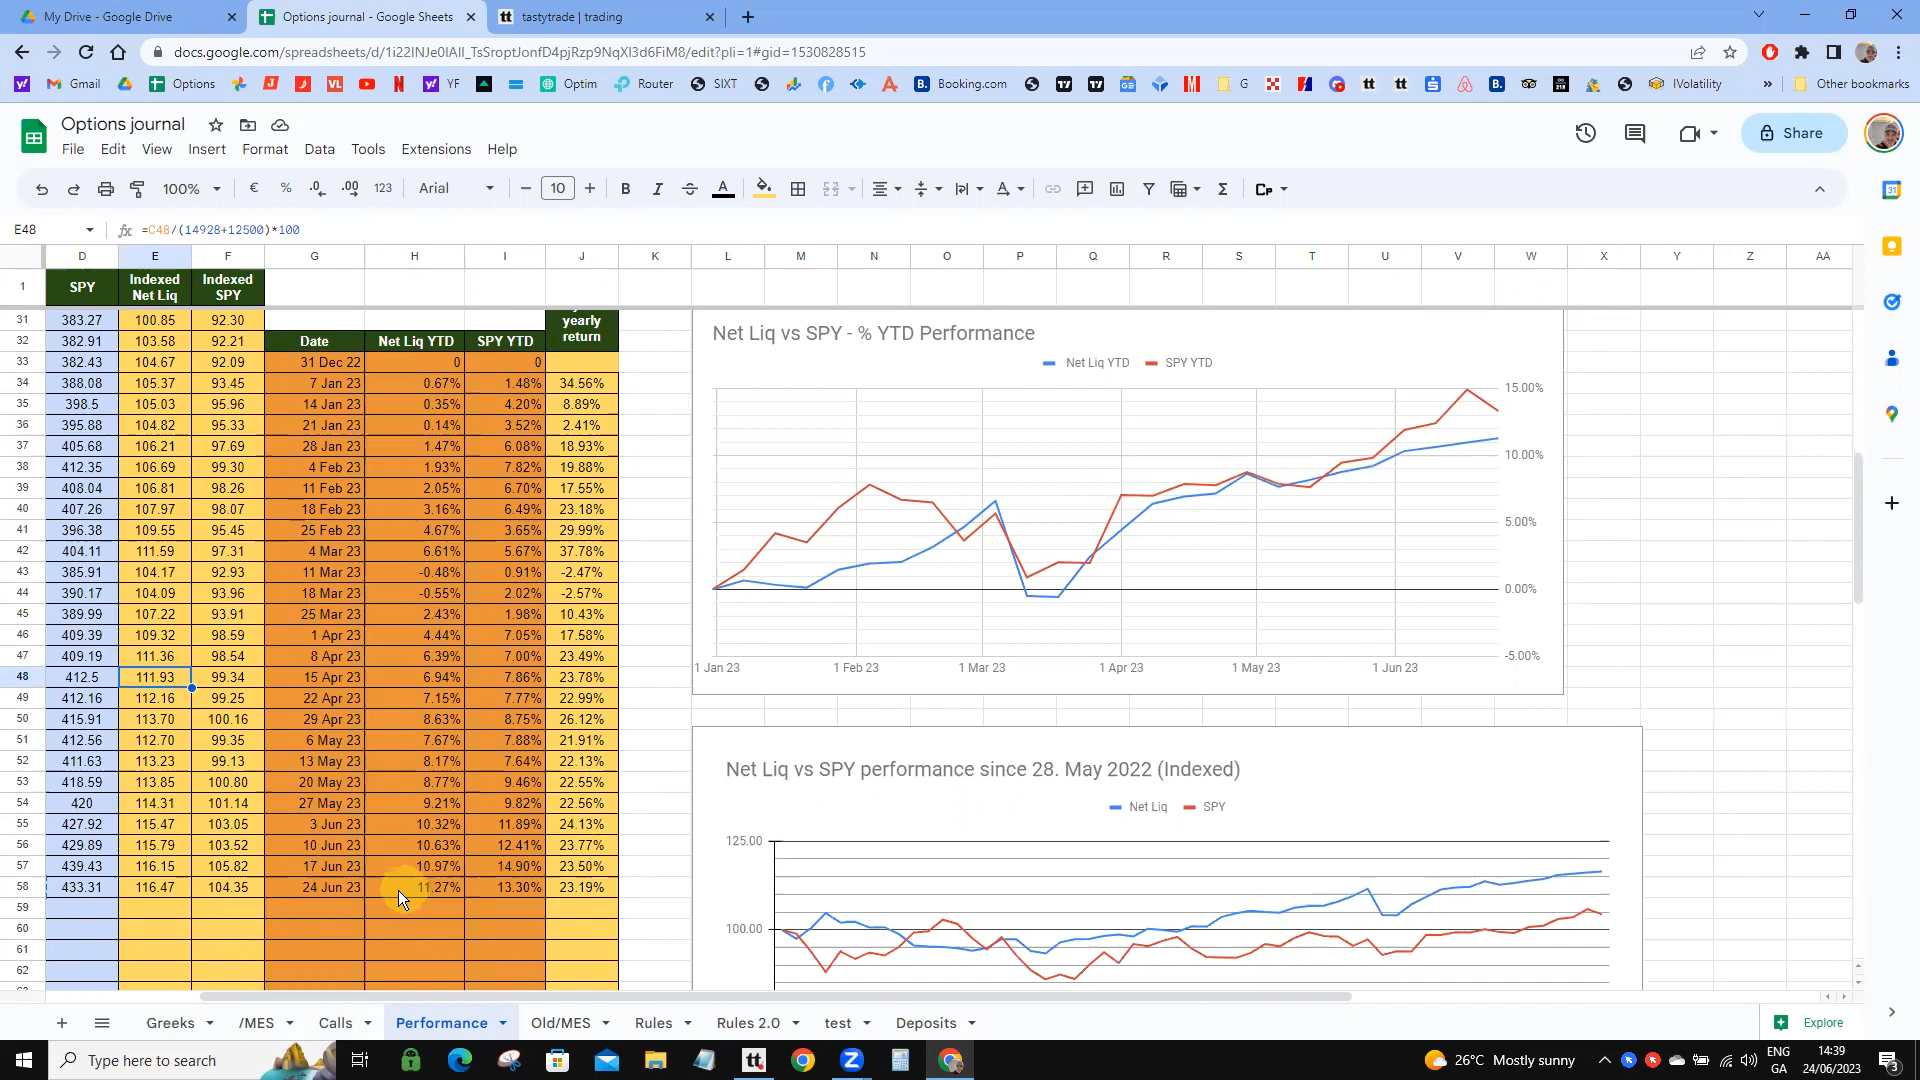 My Drive - Google Drive
Options journal - Google Sheets
tastytrade | trading
docs.google.com/spreadsheets/d/1i22INJe0IAll_TsSroptJonfD4pjRzp9NqXl3d6FiM8/edit?pli=1#gid=1530828515
Gmail Options YF Optim Router SIXT Booking.com G IVolatility Other bookmarks
Options journal
File Edit View Insert Format Data Tools Extensions Help
Share
100% € % .0 .00 123 Arial 10
E48 fx =C48/(14928+12500)*100
D E F G H I J K L M N O P Q R S T U V W X Y Z AA
1 SPY Indexed Net Liq Indexed SPY
31 383.27 100.85 92.30 yearly
32 382.91 103.58 92.21 Date Net Liq YTD SPY YTD return
33 382.43 104.67 92.09 31 Dec 22 0 0
34 388.08 105.37 93.45 7 Jan 23 0.67% 1.48% 34.56%
35 398.5 105.03 95.96 14 Jan 23 0.35% 4.20% 8.89%
36 395.88 104.82 95.33 21 Jan 23 0.14% 3.52% 2.41%
37 405.68 106.21 97.69 28 Jan 23 1.47% 6.08% 18.93%
38 412.35 106.69 99.30 4 Feb 23 1.93% 7.82% 19.88%
39 408.04 106.81 98.26 11 Feb 23 2.05% 6.70% 17.55%
40 407.26 107.97 98.07 18 Feb 23 3.16% 6.49% 23.18%
41 396.38 109.55 95.45 25 Feb 23 4.67% 3.65% 29.99%
42 404.11 111.59 97.31 4 Mar 23 6.61% 5.67% 37.78%
43 385.91 104.17 92.93 11 Mar 23 -0.48% 0.91% -2.47%
44 390.17 104.09 93.96 18 Mar 23 -0.55% 2.02% -2.57%
45 389.99 107.22 93.91 25 Mar 23 2.43% 1.98% 10.43%
46 409.39 109.32 98.59 1 Apr 23 4.44% 7.05% 17.58%
47 409.19 111.36 98.54 8 Apr 23 6.39% 7.00% 23.49%
48 412.5 111.93 99.34 15 Apr 23 6.94% 7.86% 23.78%
49 412.16 112.16 99.25 22 Apr 23 7.15% 7.77% 22.99%
50 415.91 113.70 100.16 29 Apr 23 8.63% 8.75% 26.12%
51 412.56 112.70 99.35 6 May 23 7.67% 7.88% 21.91%
52 411.63 113.23 99.13 13 May 23 8.17% 7.64% 22.13%
53 418.59 113.85 100.80 20 May 23 8.77% 9.46% 22.55%
54 420 114.31 101.14 27 May 23 9.21% 9.82% 22.56%
55 427.92 115.47 103.05 3 Jun 23 10.32% 11.89% 24.13%
56 429.89 115.79 103.52 10 Jun 23 10.63% 12.41% 23.77%
57 439.43 116.15 105.82 17 Jun 23 10.97% 14.90% 23.50%
58 433.31 116.47 104.35 24 Jun 23 11.27% 13.30% 23.19%
59
60
61
62
Net Liq vs SPY - % YTD Performance
Net Liq YTD SPY YTD
15.00%
10.00%
5.00%
0.00%
-5.00%
1 Jan 23 1 Feb 23 1 Mar 23 1 Apr 23 1 May 23 1 Jun 23
Net Liq vs SPY performance since 28. May 2022 (Indexed)
Net Liq SPY
125.00
100.00
Greeks /MES Calls Performance Old/MES Rules Rules 2.0 test Deposits Explore
Type here to search
26°C Mostly sunny
ENG
GA
14:39
24/06/2023
3